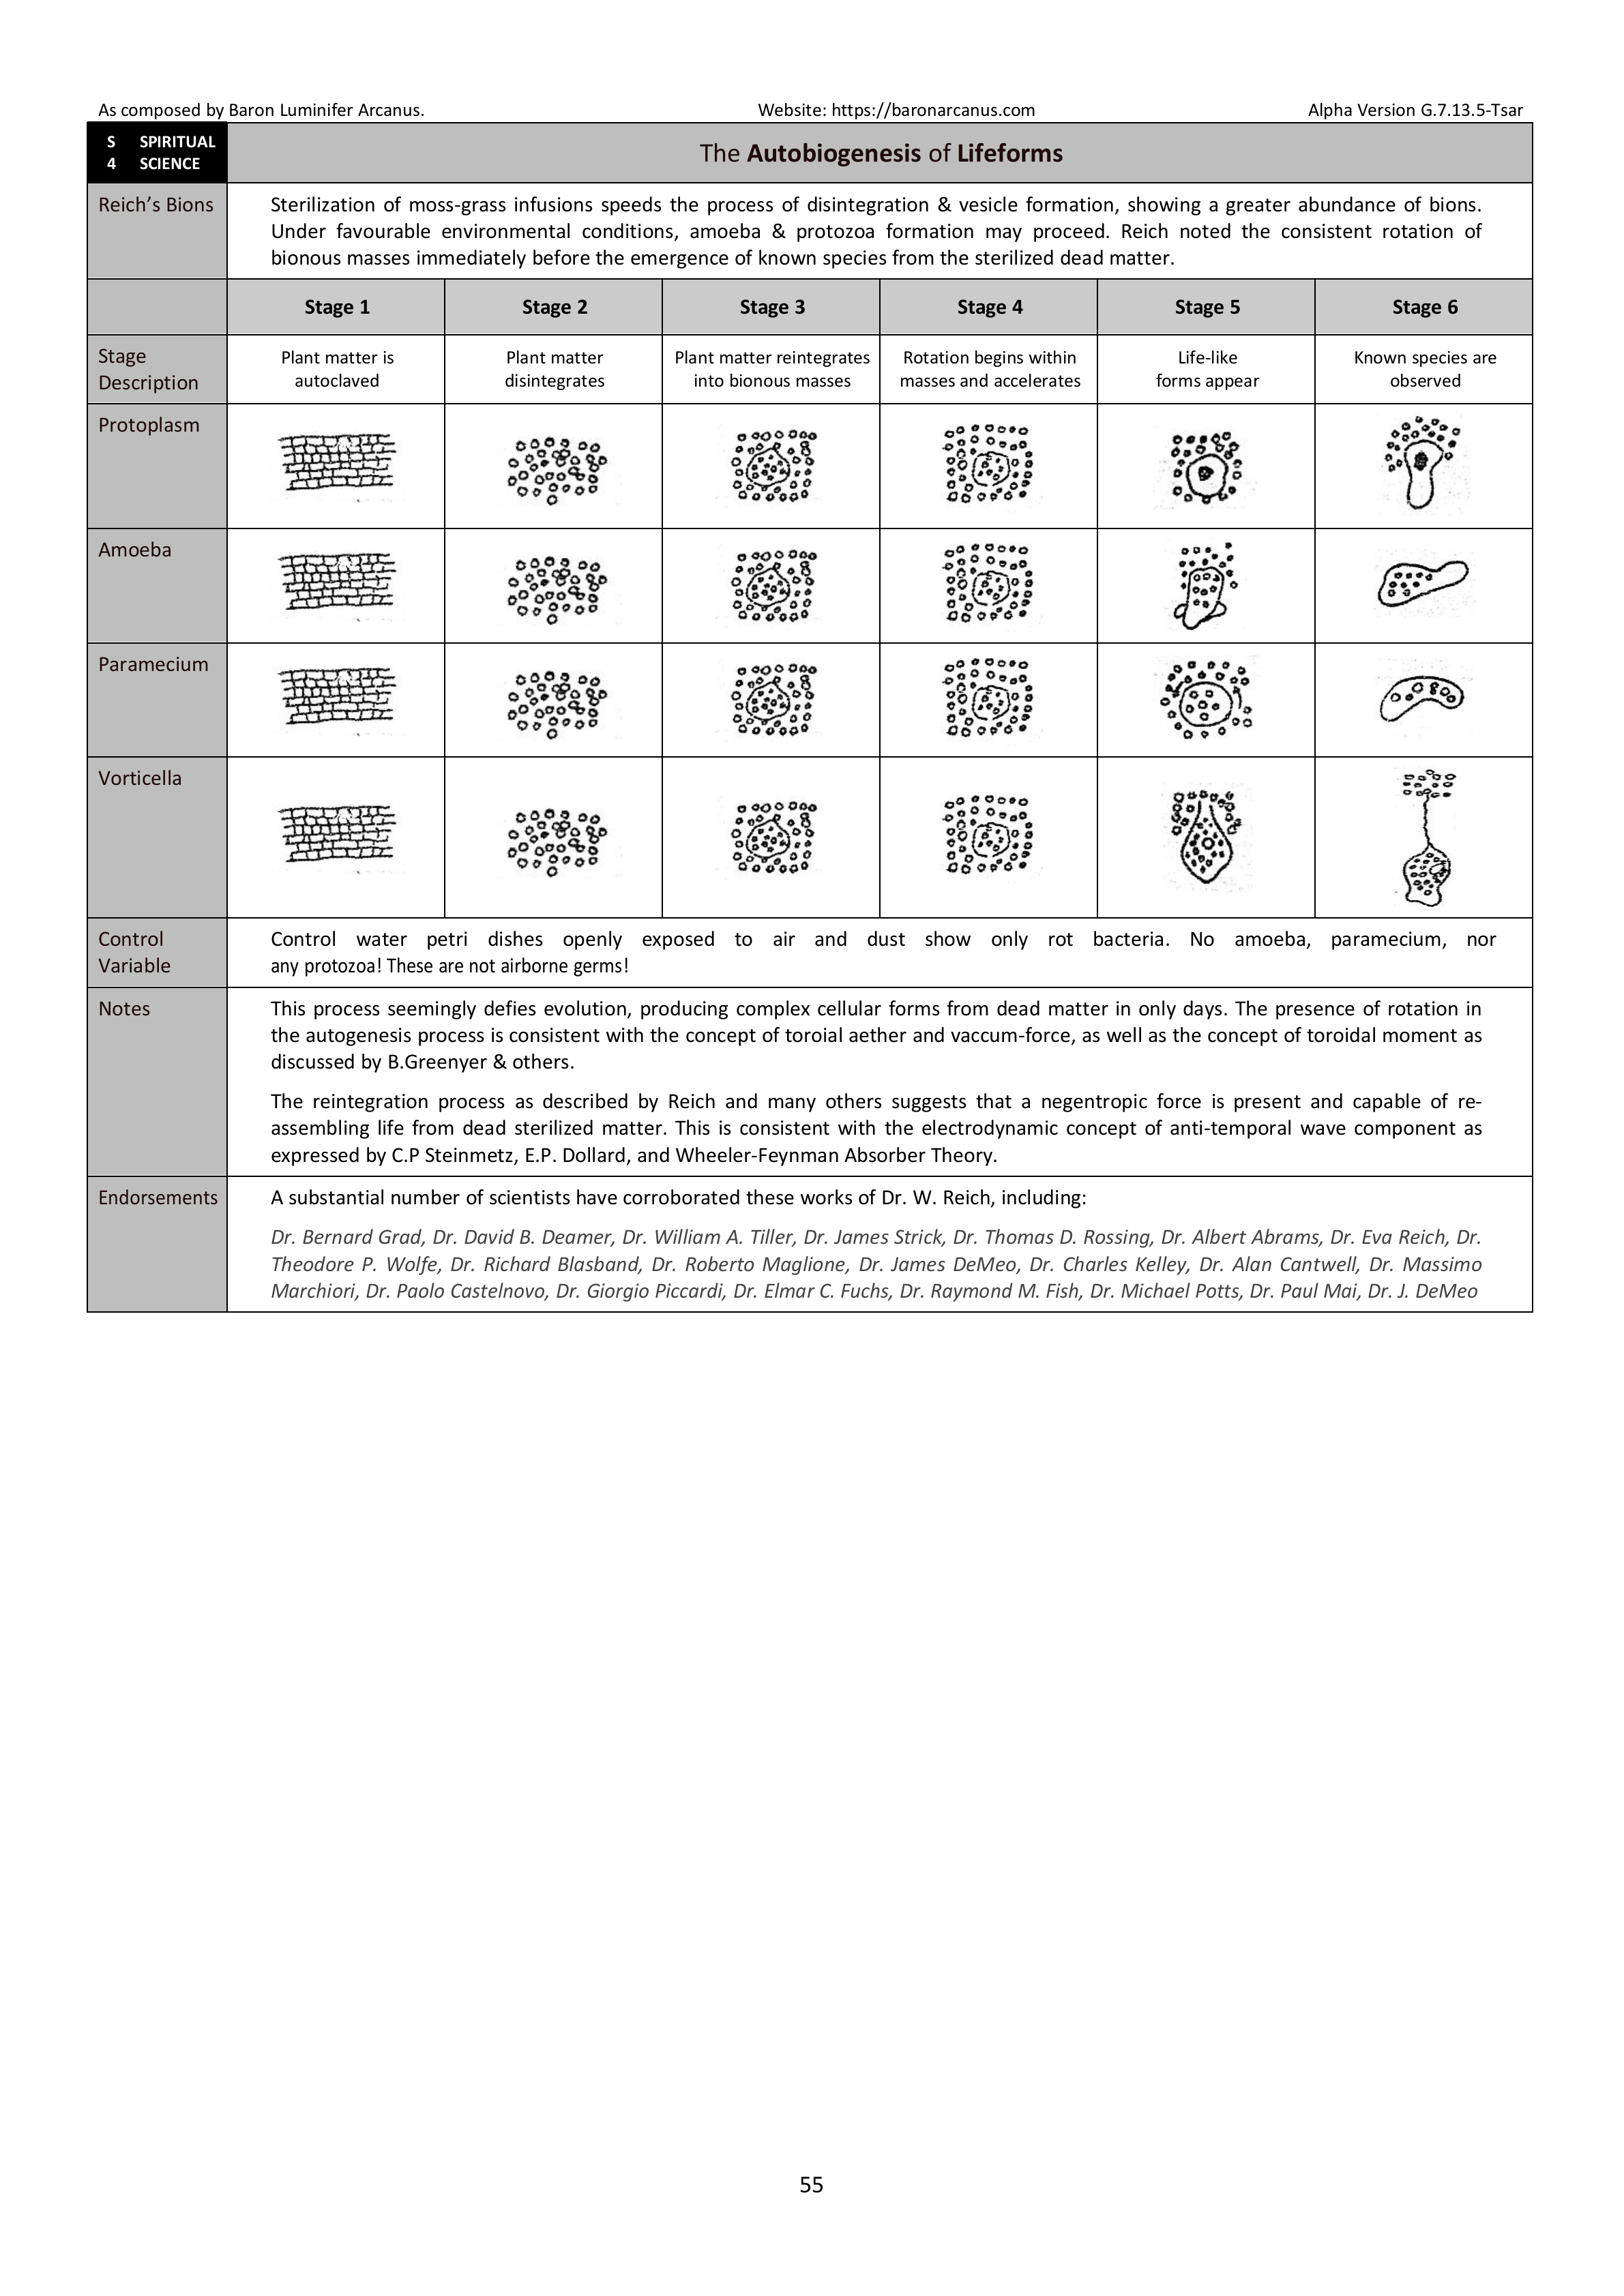 As composed by Baron Luminifer Arcanus. Website: https://baronarcanus.com Alpha Version G.7.13.5-Tsar
S SPIRITUAL
4 SCIENCE
The Autobiogenesis of Lifeforms
Reich’s Bions
Sterilization of moss-grass infusions speeds the process of disintegration & vesicle formation, showing a greater abundance of bions.
Under favourable environmental conditions, amoeba & protozoa formation may proceed. Reich noted the consistent rotation of
bionous masses immediately before the emergence of known species from the sterilized dead matter.
Stage 1 Stage 2 Stage 3 Stage 4 Stage 5 Stage 6
Stage
Description
Plant matter is
autoclaved
Plant matter
disintegrates
Plant matter reintegrates
into bionous masses
Rotation begins within
masses and accelerates
Life-like
forms appear
Known species are
observed
Protoplasm
Amoeba
Paramecium
Vorticella
Control
Variable
Control water petri dishes openly exposed to air and dust show only rot bacteria. No amoeba, paramecium, nor
any protozoa! These are not airborne germs!
Notes
This process seemingly defies evolution, producing complex cellular forms from dead matter in only days. The presence of rotation in
the autogenesis process is consistent with the concept of toroial aether and vaccum-force, as well as the concept of toroidal moment as
discussed by B.Greenyer & others.
The reintegration process as described by Reich and many others suggests that a negentropic force is present and capable of re-
assembling life from dead sterilized matter. This is consistent with the electrodynamic concept of anti-temporal wave component as
expressed by C.P Steinmetz, E.P. Dollard, and Wheeler-Feynman Absorber Theory.
Endorsements
A substantial number of scientists have corroborated these works of Dr. W. Reich, including:
Dr. Bernard Grad, Dr. David B. Deamer, Dr. William A. Tiller, Dr. James Strick, Dr. Thomas D. Rossing, Dr. Albert Abrams, Dr. Eva Reich, Dr.
Theodore P. Wolfe, Dr. Richard Blasband, Dr. Roberto Maglione, Dr. James DeMeo, Dr. Charles Kelley, Dr. Alan Cantwell, Dr. Massimo
Marchiori, Dr. Paolo Castelnovo, Dr. Giorgio Piccardi, Dr. Elmar C. Fuchs, Dr. Raymond M. Fish, Dr. Michael Potts, Dr. Paul Mai, Dr. J. DeMeo
55